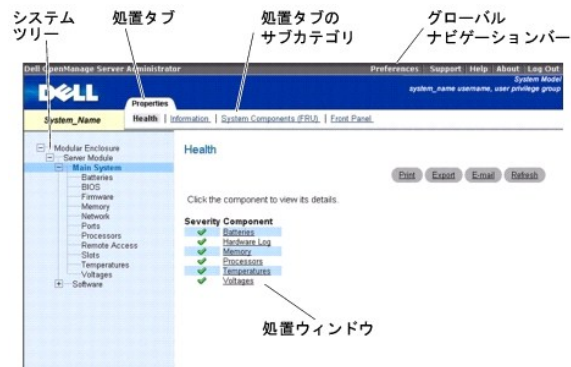 システム
ツリー
処置タブ
処置タブの
サブカテゴリ
グローバル
ナビゲーションバー
Dell OpenManage Server Administrator
Preferences Support Help About Log Out
System Model
system_name username, user privilege group
DELL
Properties
System_Name
Health Information System Components (FRU) Front Panel
Modular Enclosure
Server Module
Main System
Batteries
BIOS
Firmware
Memory
Network
Ports
Processors
Remote Access
Slots
Temperatures
Voltages
Software
Health
Print Export E-mail Refresh
Click the component to view its details.
Severity Component
Batteries
Hardware Log
Memory
Processors
Temperatures
Voltages
処置ウィンドウ